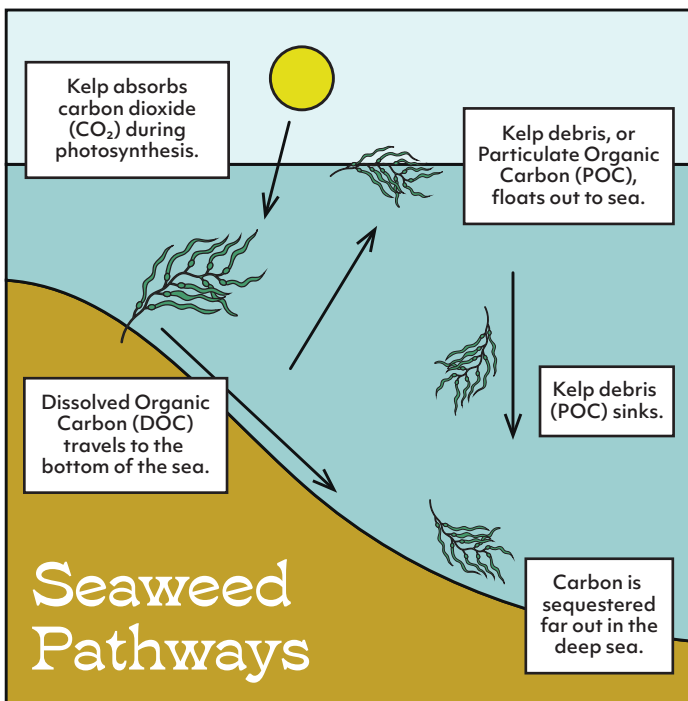 Kelp absorbs
carbon dioxide
(CO₂) during
photosynthesis.
Kelp debris, or
Particulate Organic
Carbon (POC),
floats out to sea.
Kelp debris
(POC) sinks.
Dissolved Organic
Carbon (DOC)
travels to the
bottom of the sea.
Carbon is
sequestered
far out in the
deep sea.
Seaweed
Pathways